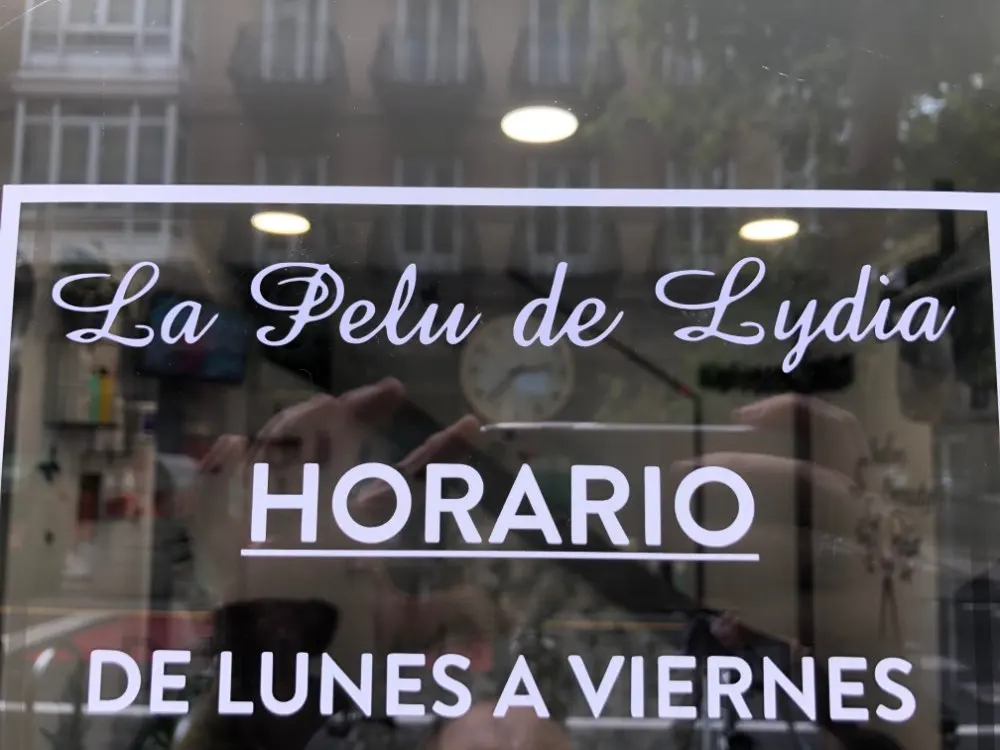 La Pelu de Lydia
HORARIO
DE LUNES A VIERNES